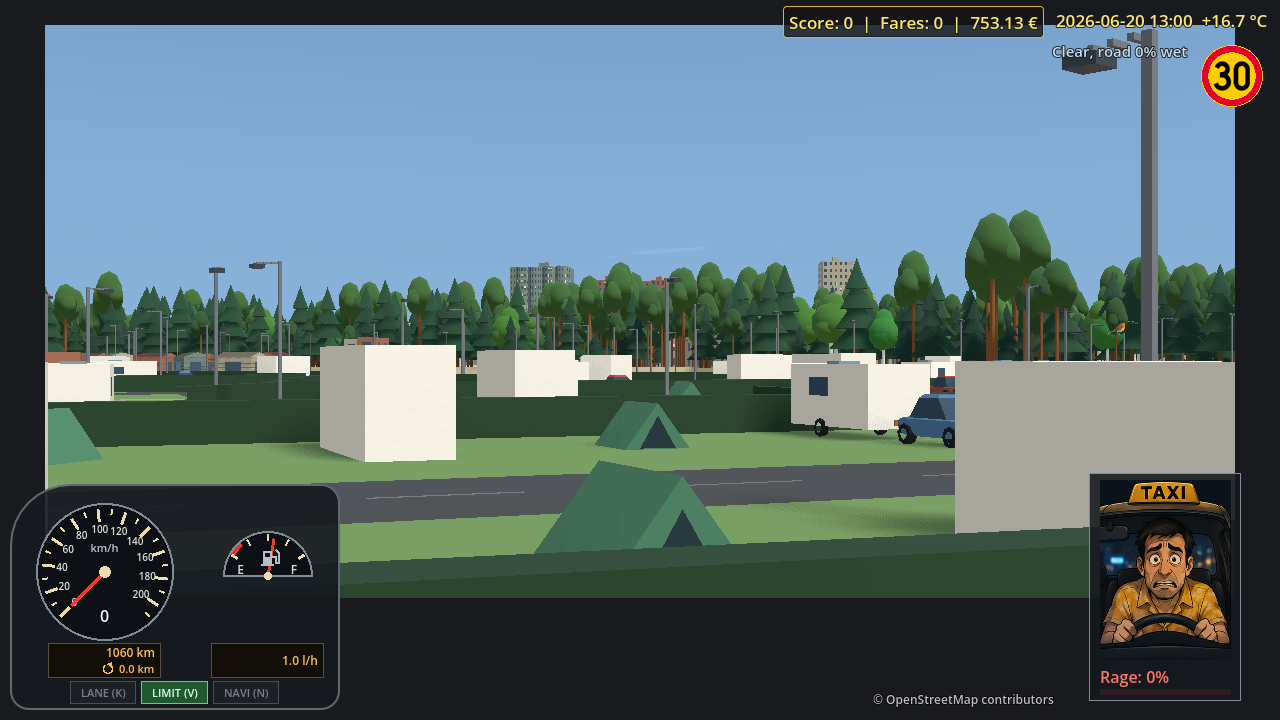 Score: 0 | Fares: 0 | 753.13 €
2026-06-20 13:00 +16.7 °C
Clear, road 0% wet
30
0 20 40 60 80 100 120 140 160 180 200
km/h
0
E F
1060 km
0.0 km
1.0 l/h
LANE (K)
LIMIT (V)
NAVI (N)
TAXI
Rage: 0%
© OpenStreetMap contributors